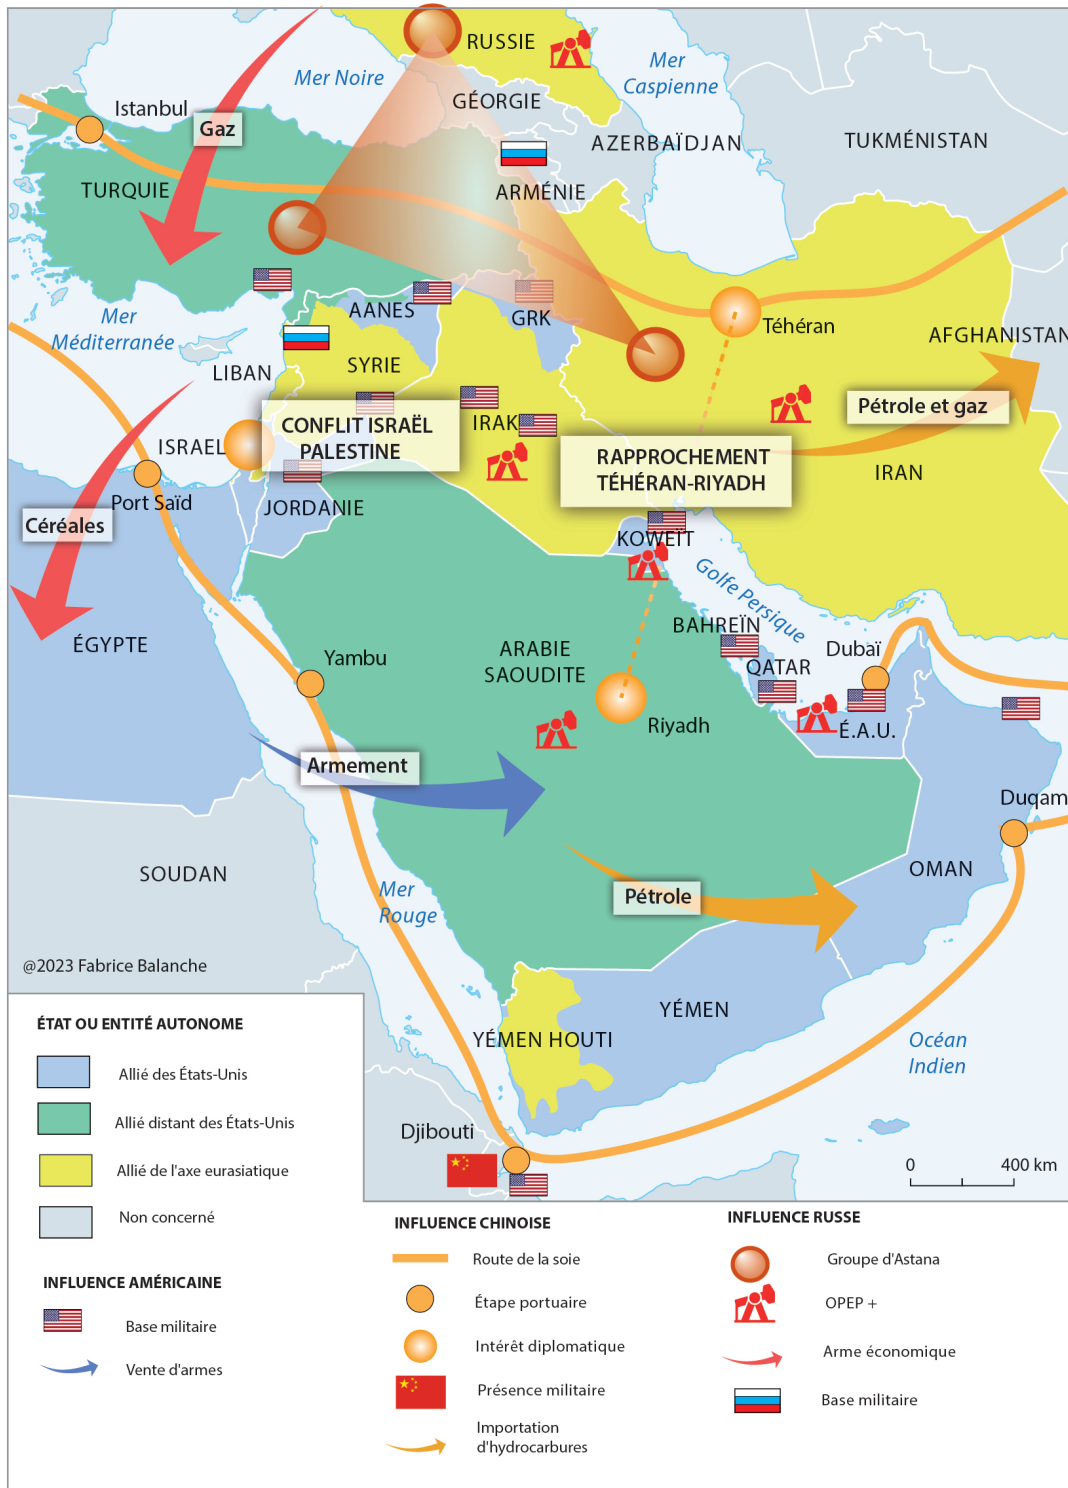 RUSSIE
Mer Noire
Mer
Caspienne
GÉORGIE
Istanbul
Gaz
AZERBAÏDJAN
TUKMÉNISTAN
TURQUIE
ARMÉNIE
AANES
GRK
Téhéran
AFGHANISTAN
Mer
Méditerranée
LIBAN
SYRIE
Pétrole et gaz
CONFLIT ISRAËL
PALESTINE
IRAK
ISRAEL
RAPPROCHEMENT
TÉHÉRAN-RIYADH
IRAN
Port Saïd
JORDANIE
Céréales
KOWEÏT
Golfe Persique
ÉGYPTE
BAHREÏN
ARABIE
SAOUDITE
Yambu
Dubaï
QATAR
Riyadh
É.A.U.
Armement
Duqam
SOUDAN
OMAN
Pétrole
Mer
Rouge
@2023 Fabrice Balanche
YÉMEN
YÉMEN HOUTI
Océan
Indien
Djibouti
0 400 km
ÉTAT OU ENTITÉ AUTONOME
Allié des États-Unis
Allié distant des États-Unis
Allié de l'axe eurasiatique
Non concerné
INFLUENCE AMÉRICAINE
Base militaire
Vente d'armes
INFLUENCE CHINOISE
Route de la soie
Étape portuaire
Intérêt diplomatique
Présence militaire
Importation
d'hydrocarbures
INFLUENCE RUSSE
Groupe d'Astana
OPEP +
Arme économique
Base militaire